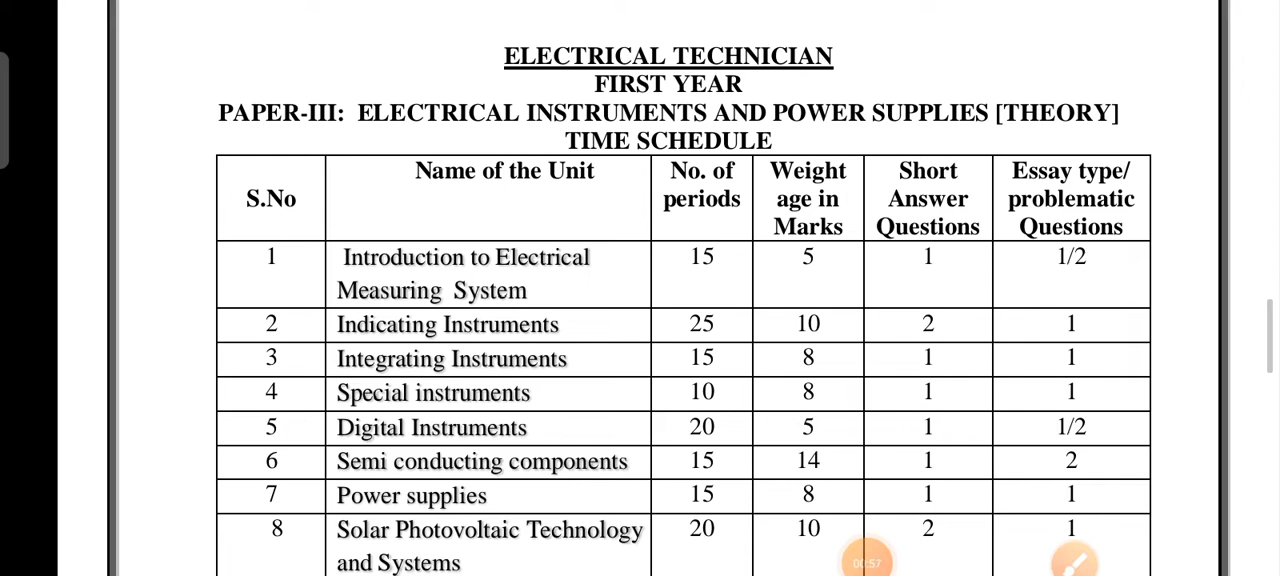 ELECTRICAL TECHNICIAN
FIRST YEAR
PAPER-III: ELECTRICAL INSTRUMENTS AND POWER SUPPLIES [THEORY]
TIME SCHEDULE
S.No Name of the Unit No. of periods Weight age in Marks Short Answer Questions Essay type/ problematic Questions
1 Introduction to Electrical Measuring System 15 5 1 1/2
2 Indicating Instruments 25 10 2 1
3 Integrating Instruments 15 8 1 1
4 Special instruments 10 8 1 1
5 Digital Instruments 20 5 1 1/2
6 Semi conducting components 15 14 1 2
7 Power supplies 15 8 1 1
8 Solar Photovoltaic Technology and Systems 20 10 2 1
00:57